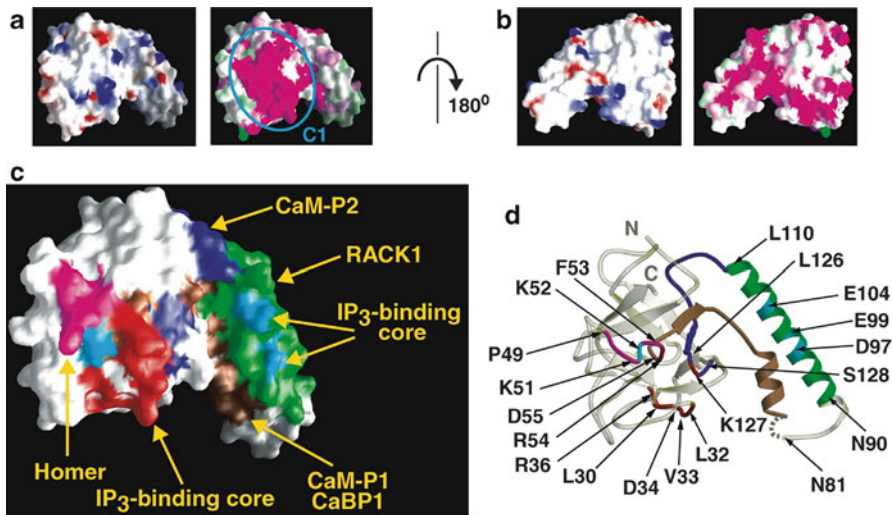 a
C1
180⁰
b
c
CaM-P2
RACK1
IP₃-binding
core
Homer
IP₃-binding core
CaM-P1
CaBP1
d
N
C
L110
F53
L126
K52
E104
E99
P49
D97
K51
S128
D55
K127
R54
N90
R36
L32
N81
L30
V33
D34